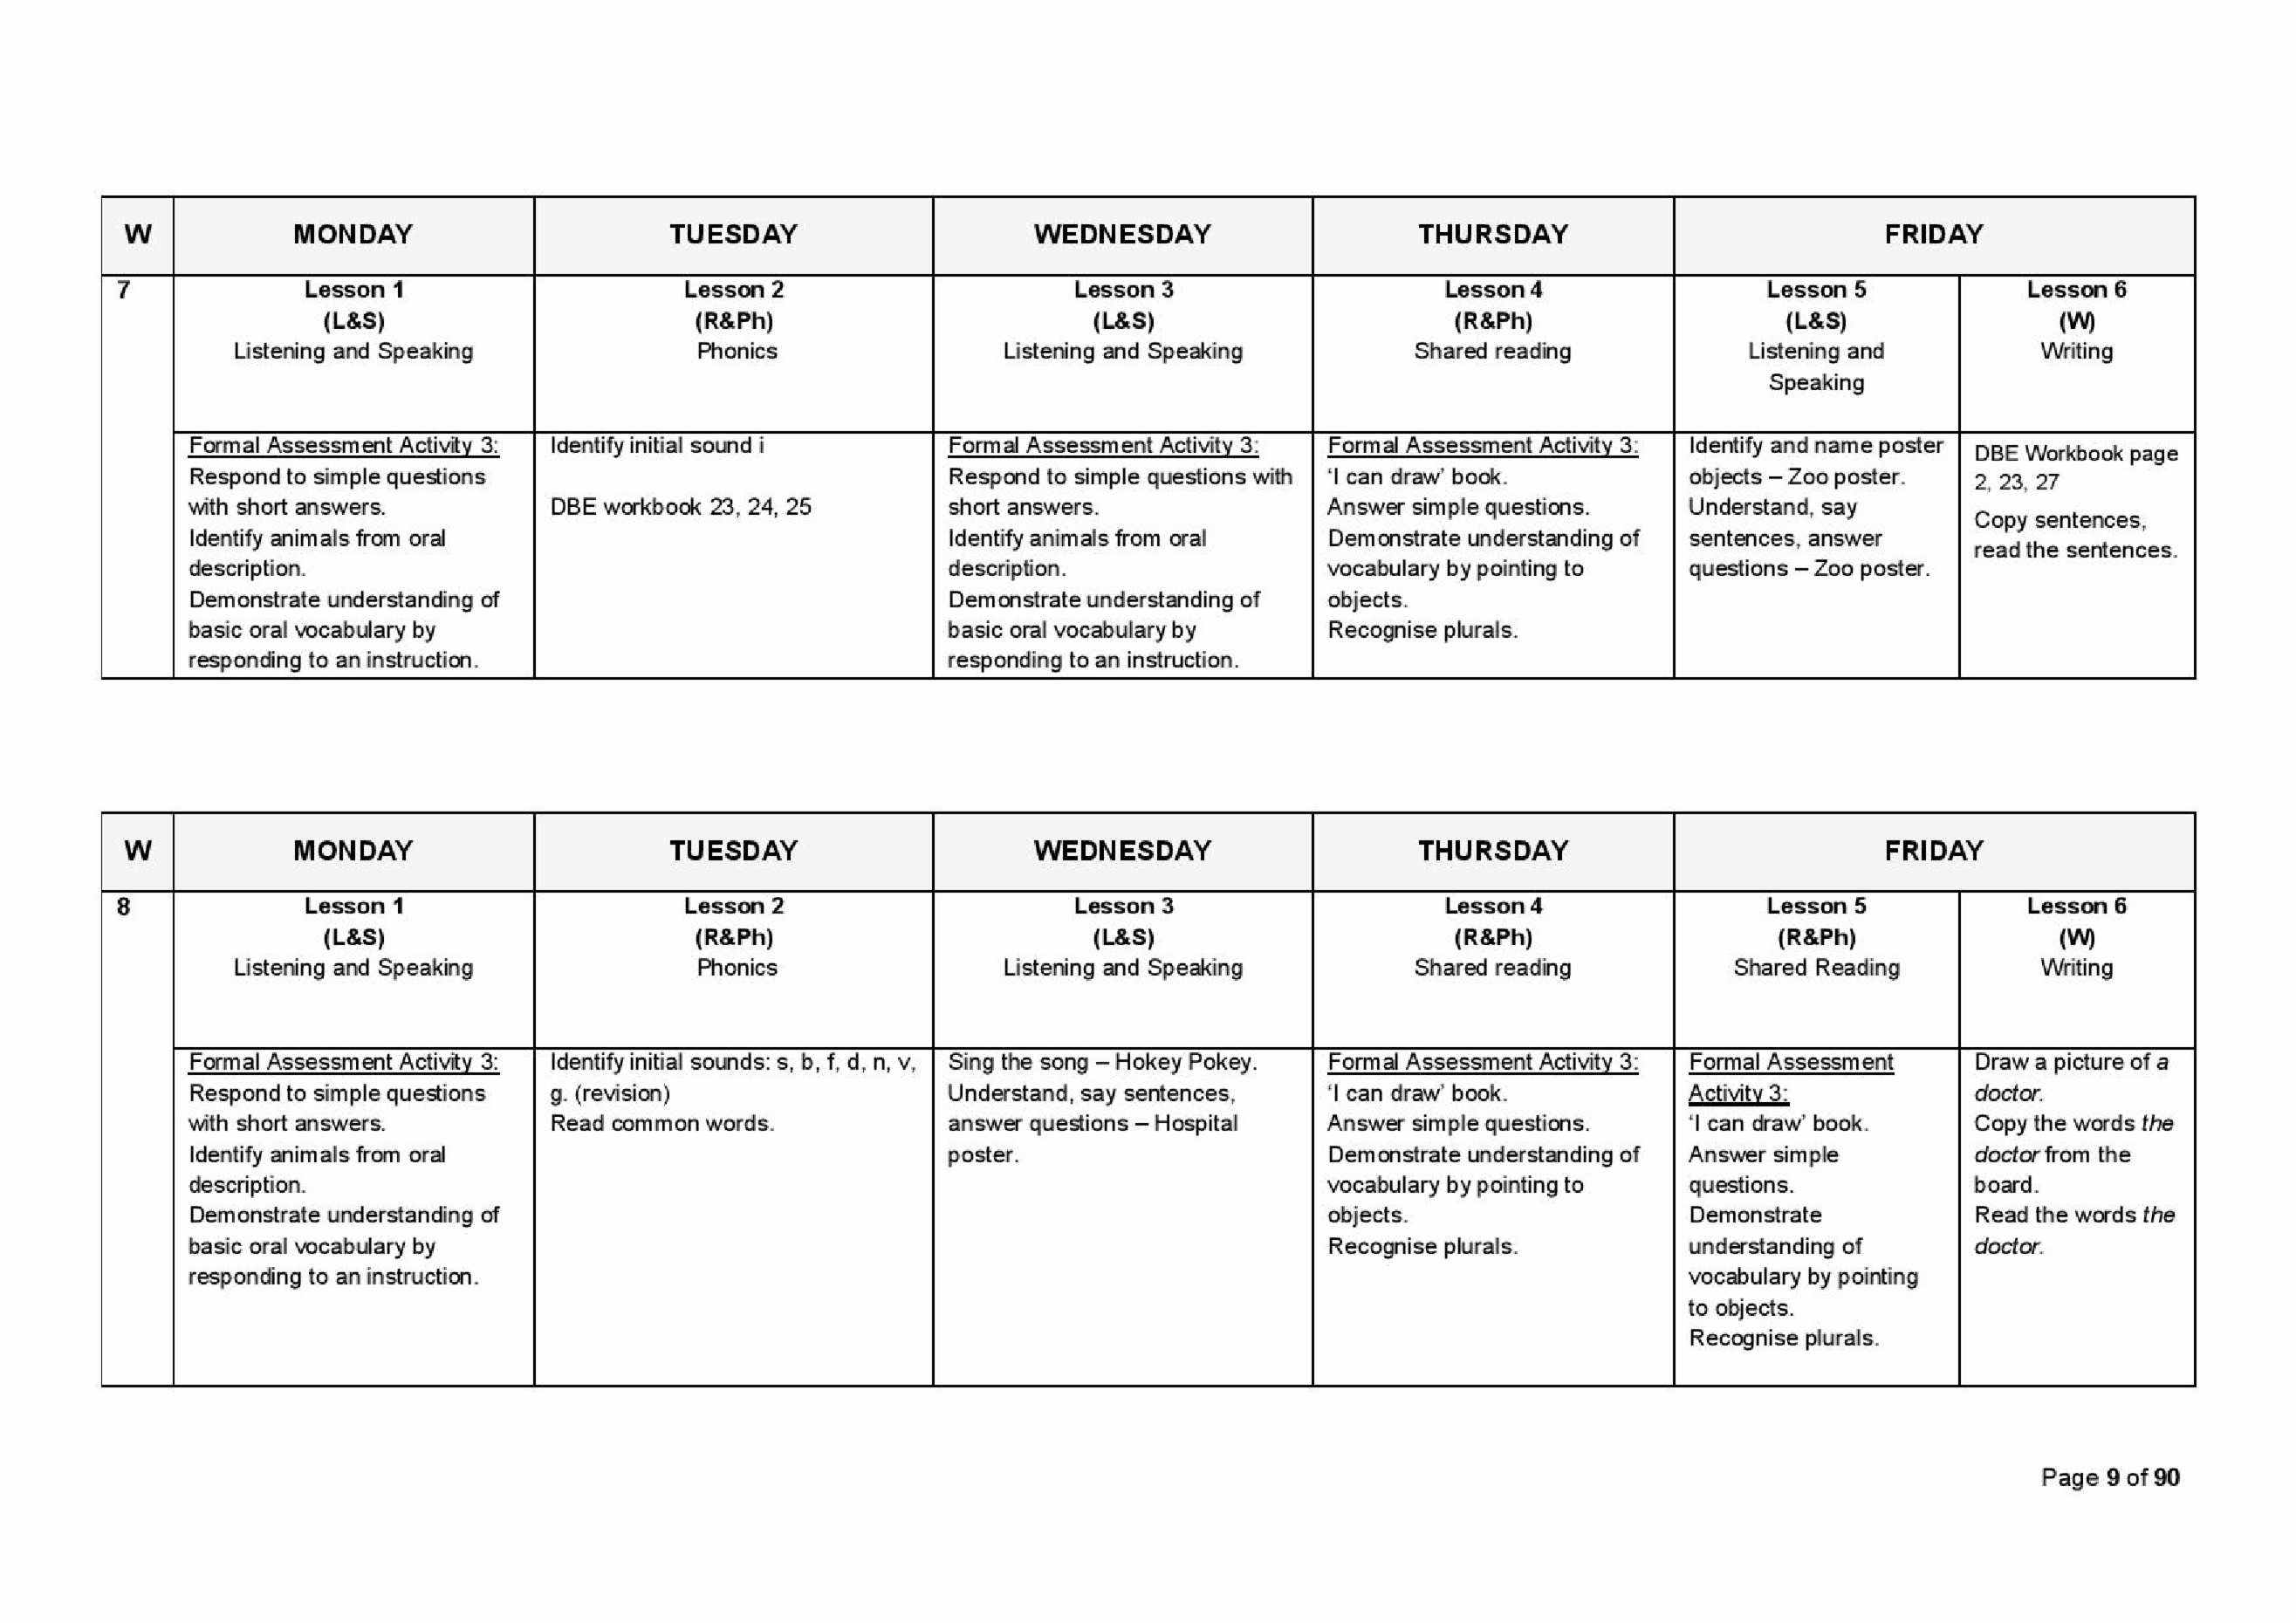 W MONDAY TUESDAY WEDNESDAY THURSDAY FRIDAY
7
Lesson 1
(L&S)
Listening and Speaking
Lesson 2
(R&Ph)
Phonics
Lesson 3
(L&S)
Listening and Speaking
Lesson 4
(R&Ph)
Shared reading
Lesson 5
(L&S)
Listening and
Speaking
Lesson 6
(W)
Writing
Formal Assessment Activity 3:
Respond to simple questions
with short answers.
Identify animals from oral
description.
Demonstrate understanding of
basic oral vocabulary by
responding to an instruction.
Identify initial sound i
DBE workbook 23, 24, 25
Formal Assessment Activity 3:
Respond to simple questions with
short answers.
Identify animals from oral
description.
Demonstrate understanding of
basic oral vocabulary by
responding to an instruction.
Formal Assessment Activity 3:
‘I can draw’ book.
Answer simple questions.
Demonstrate understanding of
vocabulary by pointing to
objects.
Recognise plurals.
Identify and name poster
objects – Zoo poster.
Understand, say
sentences, answer
questions – Zoo poster.
DBE Workbook page
2, 23, 27
Copy sentences,
read the sentences.
W MONDAY TUESDAY WEDNESDAY THURSDAY FRIDAY
8
Lesson 1
(L&S)
Listening and Speaking
Lesson 2
(R&Ph)
Phonics
Lesson 3
(L&S)
Listening and Speaking
Lesson 4
(R&Ph)
Shared reading
Lesson 5
(R&Ph)
Shared Reading
Lesson 6
(W)
Writing
Formal Assessment Activity 3:
Respond to simple questions
with short answers.
Identify animals from oral
description.
Demonstrate understanding of
basic oral vocabulary by
responding to an instruction.
Identify initial sounds: s, b, f, d, n, v,
g. (revision)
Read common words.
Sing the song – Hokey Pokey.
Understand, say sentences,
answer questions – Hospital
poster.
Formal Assessment Activity 3:
‘I can draw’ book.
Answer simple questions.
Demonstrate understanding of
vocabulary by pointing to
objects.
Recognise plurals.
Formal Assessment
Activity 3:
‘I can draw’ book.
Answer simple
questions.
Demonstrate
understanding of
vocabulary by pointing
to objects.
Recognise plurals.
Draw a picture of a
doctor.
Copy the words the
doctor from the
board.
Read the words the
doctor.
Page 9 of 90